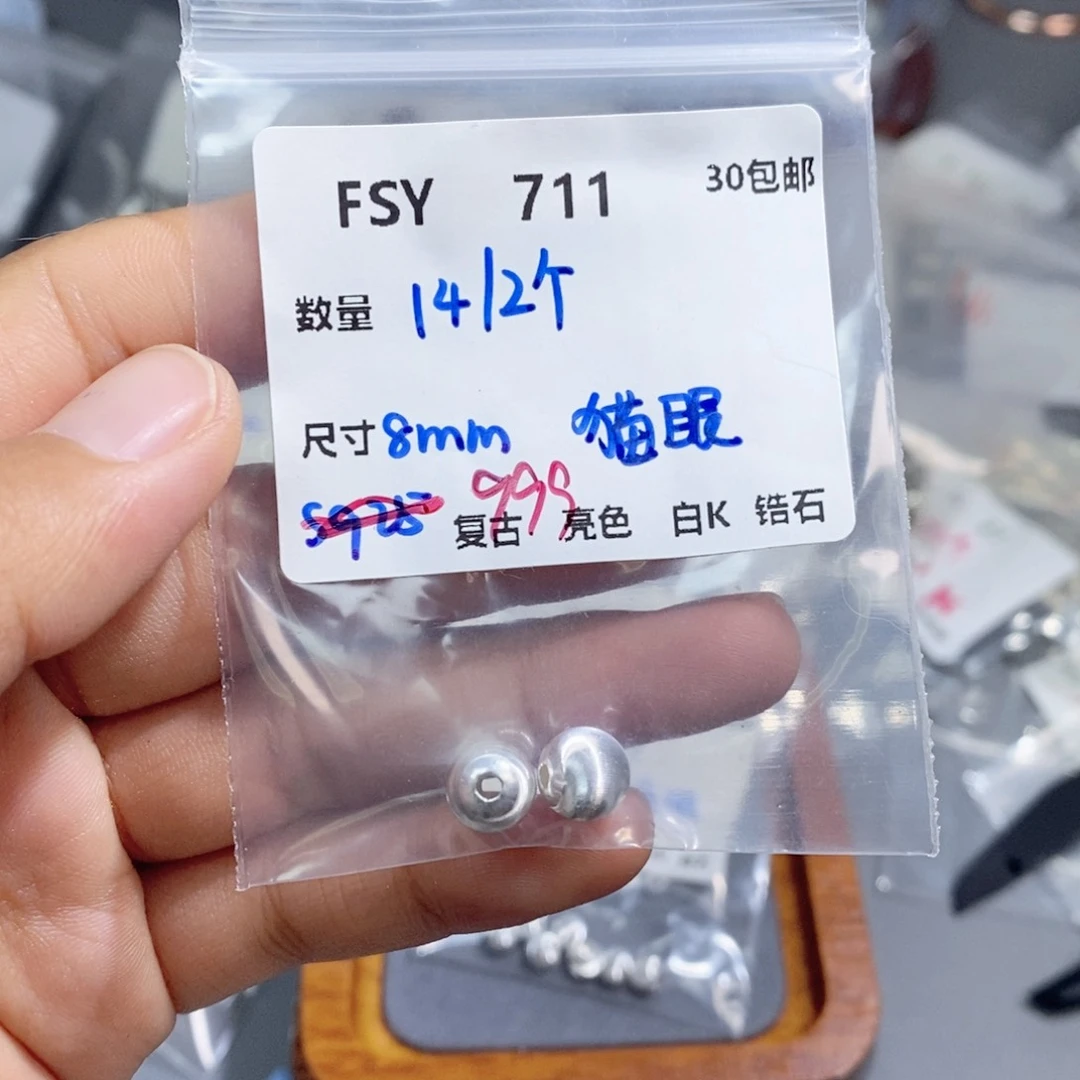 FSY 711 30包邮
数量 14/2个
尺寸 8mm 猫眼
S925 999 复古 亮色 白K 锆石